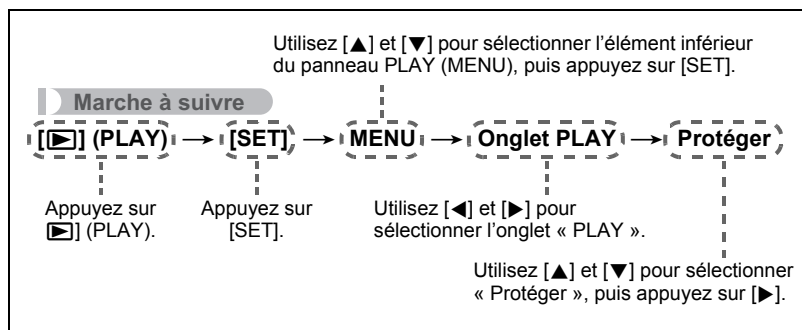 Utilisez [▲] et [▼] pour sélectionner l'élément inférieur
du panneau PLAY (MENU), puis appuyez sur [SET].
Marche à suivre
[▶] (PLAY) → [SET] → MENU → Onglet PLAY → Protéger
Appuyez sur
▶] (PLAY).
Appuyez sur
[SET].
Utilisez [◀] et [▶] pour
sélectionner l'onglet « PLAY ».
Utilisez [▲] et [▼] pour sélectionner
« Protéger », puis appuyez sur [▶].